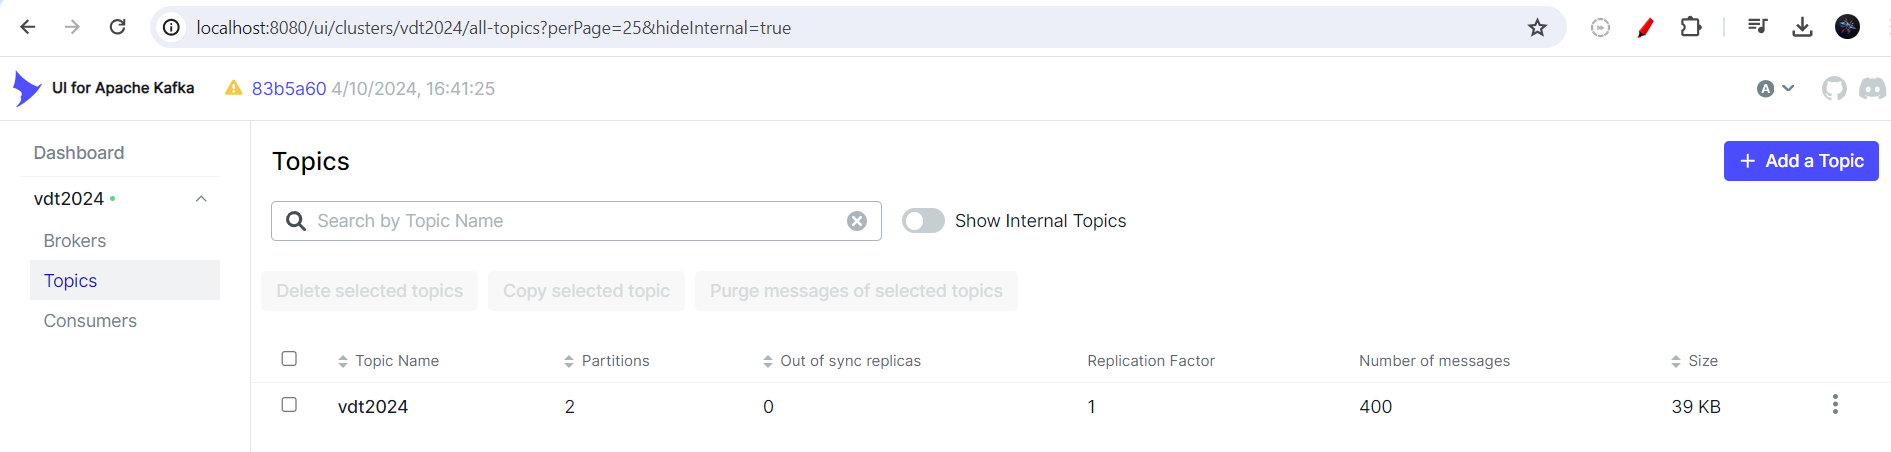 localhost:8080/ui/clusters/vdt2024/all-topics?perPage=25&hideInternal=true
UI for Apache Kafka 83b5a60 4/10/2024, 16:41:25 A
Dashboard
vdt2024
Brokers
Topics
Consumers
Topics
+ Add a Topic
Search by Topic Name Show Internal Topics
Delete selected topics Copy selected topic Purge messages of selected topics
Topic Name Partitions Out of sync replicas Replication Factor Number of messages Size
vdt2024 2 0 1 400 39 KB